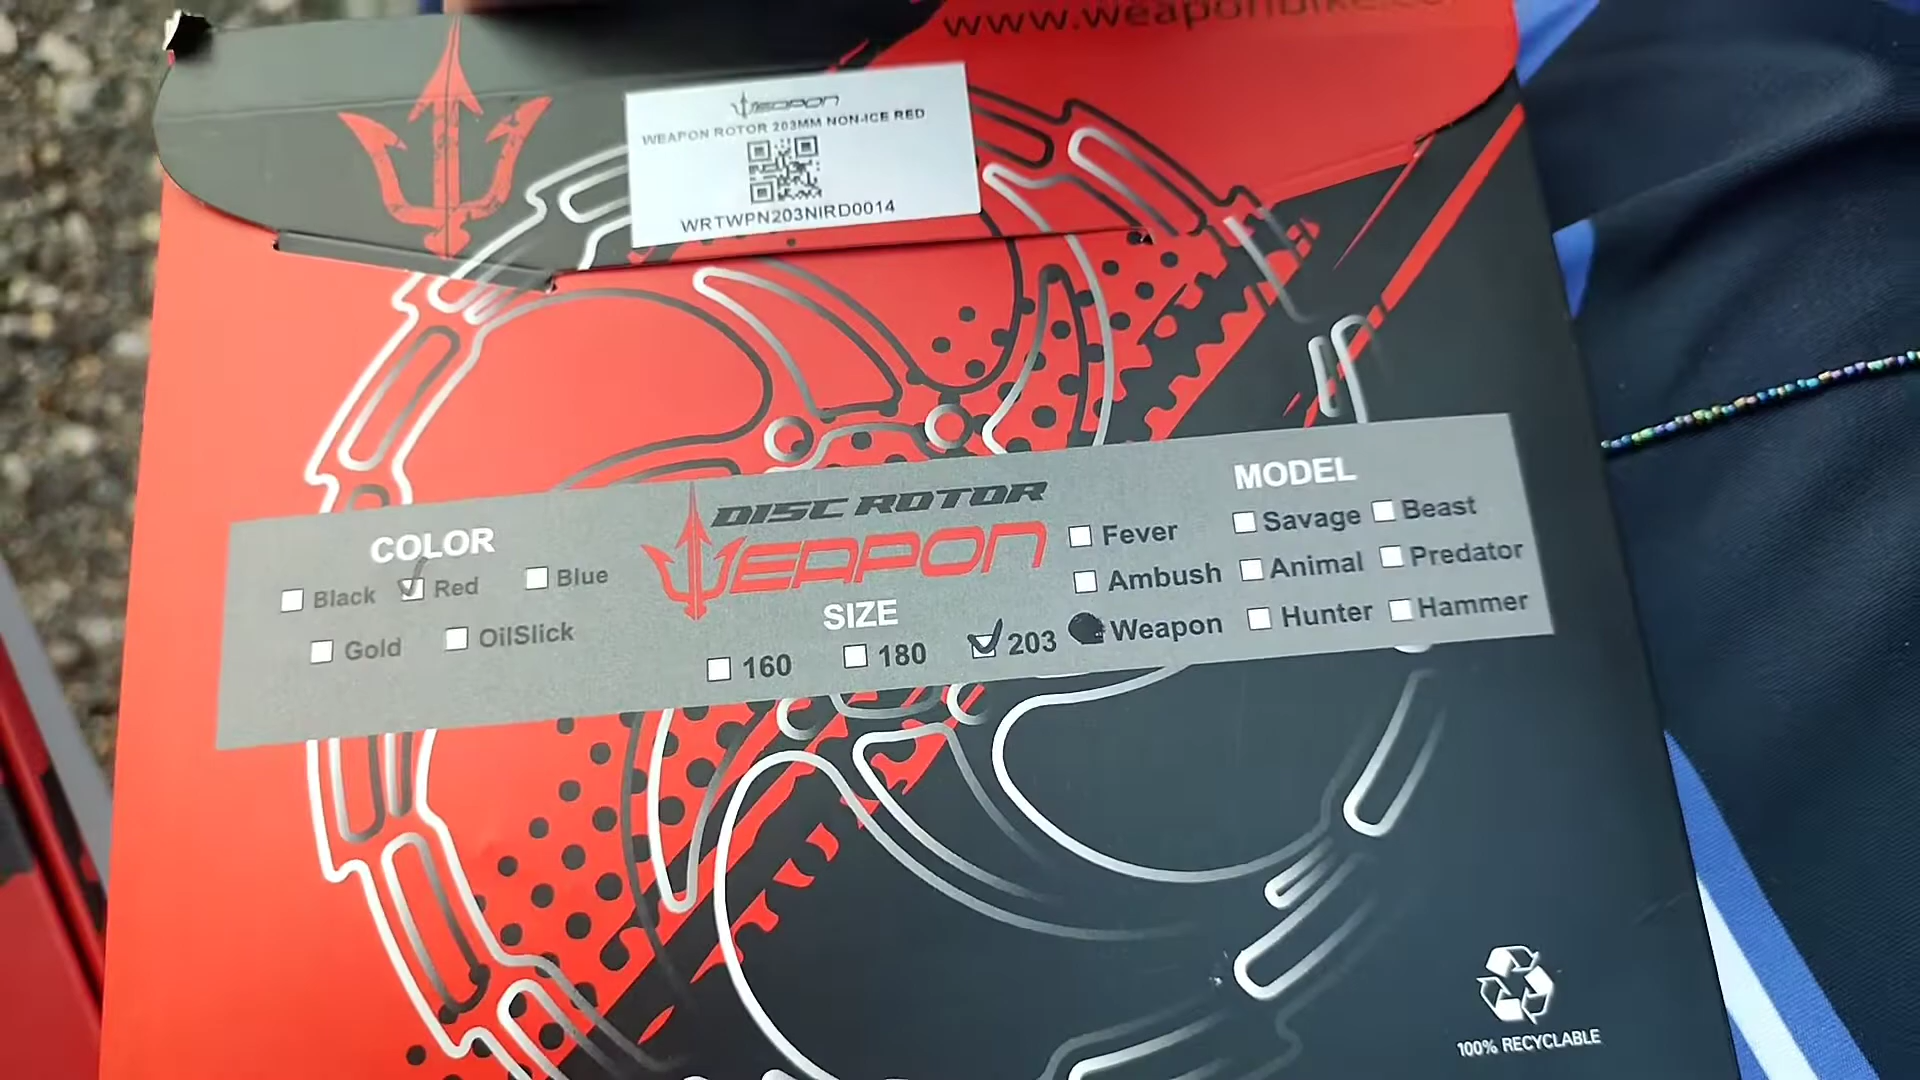 www.weaponbike.co
WEAPON
WEAPON ROTOR 203MM NON-ICE RED
WRTWPN203NIRD0014
COLOR
Black Red Blue
Gold OilSlick
DISC ROTOR
WEAPON
SIZE
160 180 203
MODEL
Fever Savage Beast
Ambush Animal Predator
Weapon Hunter Hammer
100% RECYCLABLE